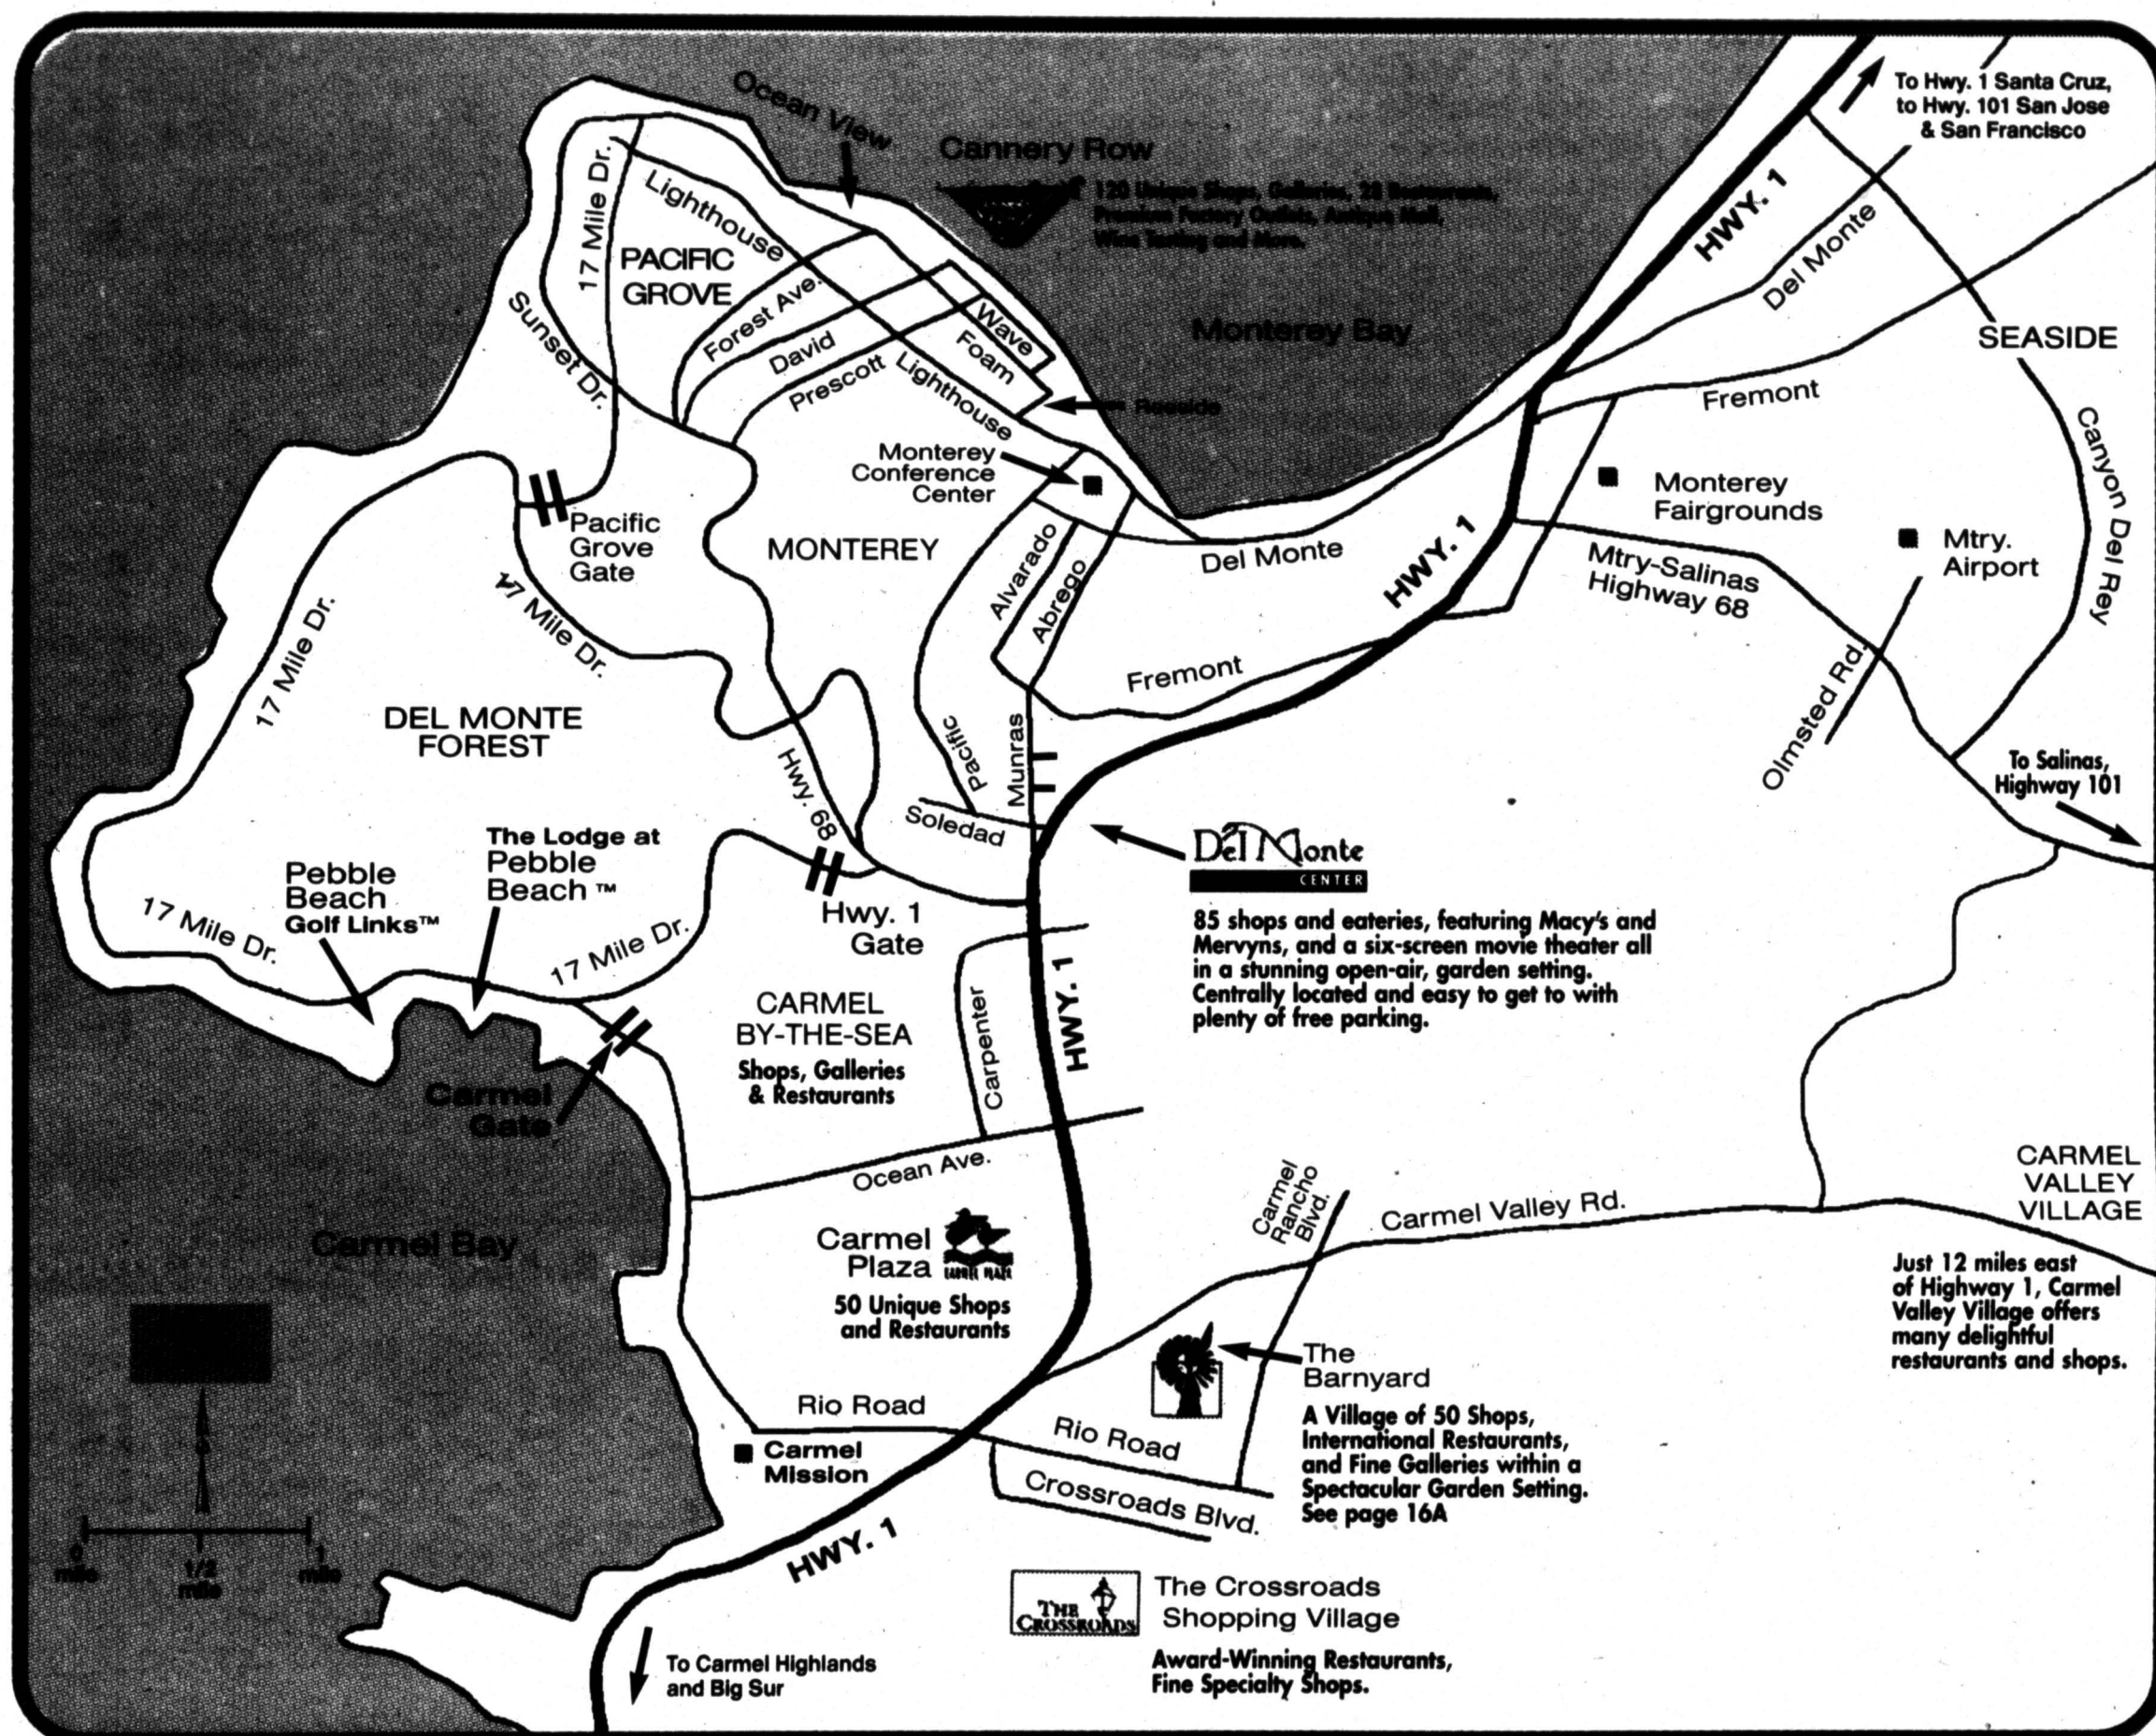 To Hwy. 1 Santa Cruz,
to Hwy. 101 San Jose
& San Francisco
Ocean View
Cannery Row
120 Unique Shops, Galleries, 28 Restaurants,
Premium Factory Outlets, Antique Mall,
Wine Tasting and More.
HWY. 1
Del Monte
17 Mile Dr.
Lighthouse
PACIFIC
GROVE
Forest Ave.
David
Prescott
Sunset Dr.
Wave
Foam
Lighthouse
Monterey Bay
SEASIDE
Fremont
Canyon Del Rey
Monterey
Conference
Center
Monterey
Fairgrounds
Mtry.
Airport
Pacific
Grove
Gate
MONTEREY
Alvarado
Abrego
Del Monte
HWY. 1
Mtry-Salinas
Highway 68
17 Mile Dr.
17 Mile Dr.
Fremont
Olmsted Rd.
DEL MONTE
FOREST
Pacific
Munras
Hwy. 68
Soledad
To Salinas,
Highway 101
The Lodge at
Pebble
Beach ™
Pebble
Beach
Golf Links™
Del Monte
CENTER
85 shops and eateries, featuring Macy's and
Mervyns, and a six-screen movie theater all
in a stunning open-air, garden setting.
Centrally located and easy to get to with
plenty of free parking.
17 Mile Dr.
17 Mile Dr.
Hwy. 1
Gate
HWY. 1
CARMEL
BY-THE-SEA
Shops, Galleries
& Restaurants
Carpenter
Carmel
Gate
Ocean Ave.
Carmel
Rancho
Blvd.
Carmel Valley Rd.
CARMEL
VALLEY
VILLAGE
Just 12 miles east
of Highway 1, Carmel
Valley Village offers
many delightful
restaurants and shops.
Carmel Bay
Carmel
Plaza
CARMEL PLAZA
50 Unique Shops
and Restaurants
The
Barnyard
A Village of 50 Shops,
International Restaurants,
and Fine Galleries within a
Spectacular Garden Setting.
See page 16A
Rio Road
Rio Road
Carmel
Mission
Crossroads Blvd.
HWY. 1
0
mile
1/2
mile
1
mile
THE
CROSSROADS
The Crossroads
Shopping Village
Award-Winning Restaurants,
Fine Specialty Shops.
To Carmel Highlands
and Big Sur